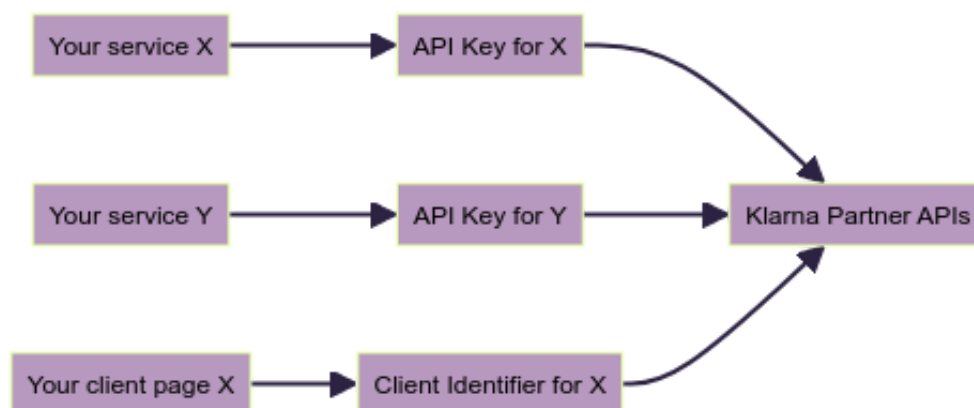 Your service X
API Key for X
Your service Y
API Key for Y
Klarna Partner APIs
Your client page X
Client Identifier for X